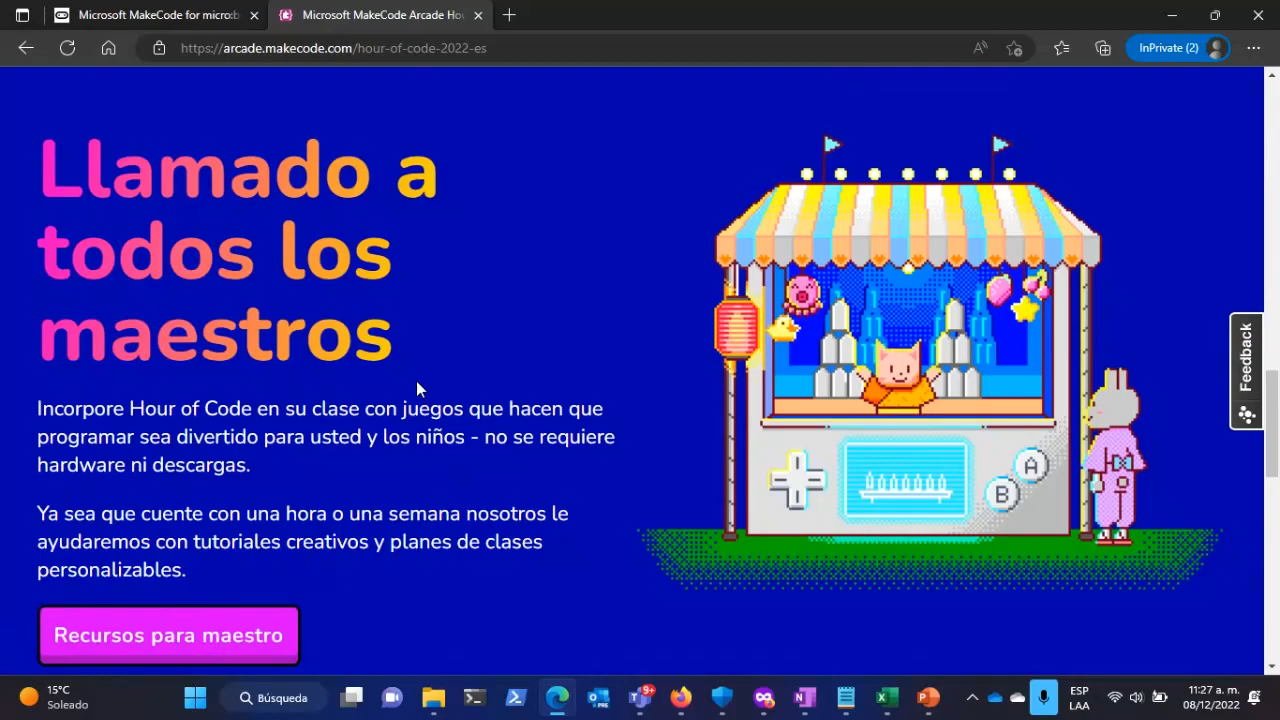 Microsoft MakeCode for micro:b
Microsoft MakeCode Arcade Hou
https://arcade.makecode.com/hour-of-code-2022-es
InPrivate (2)
Llamado a
todos los
maestros
Incorpore Hour of Code en su clase con juegos que hacen que
programar sea divertido para usted y los niños - no se requiere
hardware ni descargas.
Ya sea que cuente con una hora o una semana nosotros le
ayudaremos con tutoriales creativos y planes de clases
personalizables.
Recursos para maestro
A
B
Feedback
15°C
Soleado
Búsqueda
9+
ESP
LAA
11:27 a. m.
08/12/2022